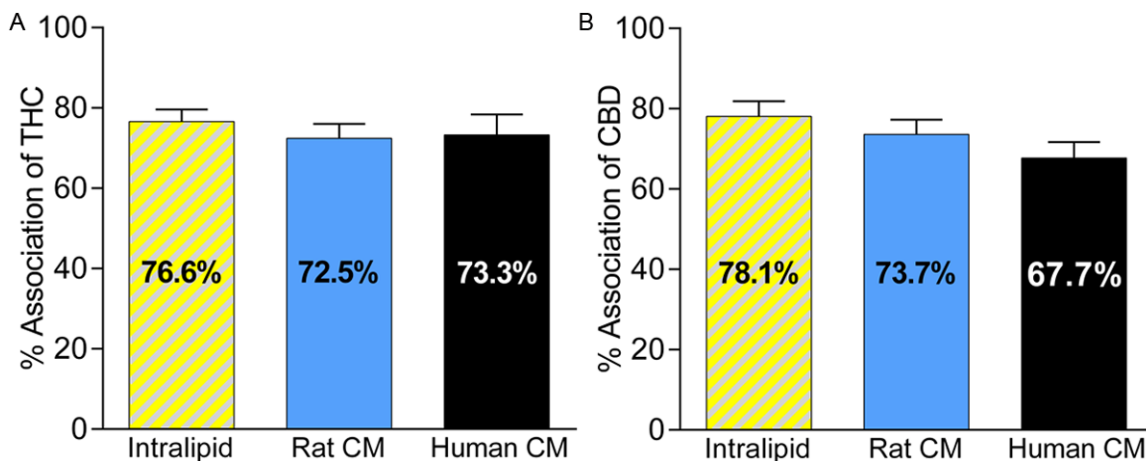 A
% Association of THC
100
80
60
40
20
0
76.6%
72.5%
73.3%
Intralipid
Rat CM
Human CM
B
% Association of CBD
100
80
60
40
20
0
78.1%
73.7%
67.7%
Intralipid
Rat CM
Human CM